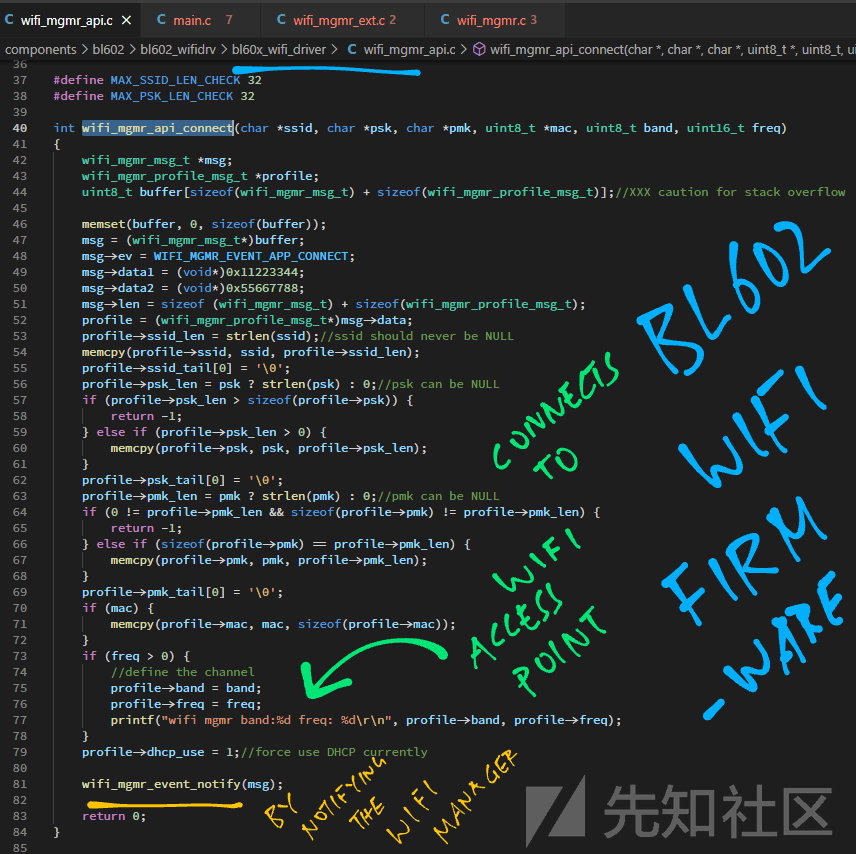 wifi_mgmr_api.c ×
main.c 7
wifi_mgmr_ext.c 2
wifi_mgmr.c 3
components > bl602 > bl602_wifidrv > bl60x_wifi_driver > wifi_mgmr_api.c > wifi_mgmr_api_connect(char *, char *, char *, uint8_t *, uint8_t, ui
36
37 #define MAX_SSID_LEN_CHECK 32
38 #define MAX_PSK_LEN_CHECK 32
39
40 int wifi_mgmr_api_connect(char *ssid, char *psk, char *pmk, uint8_t *mac, uint8_t band, uint16_t freq)
41 {
42 wifi_mgmr_msg_t *msg;
43 wifi_mgmr_profile_msg_t *profile;
44 uint8_t buffer[sizeof(wifi_mgmr_msg_t) + sizeof(wifi_mgmr_profile_msg_t)];//XXX caution for stack overflow
45
46 memset(buffer, 0, sizeof(buffer));
47 msg = (wifi_mgmr_msg_t*)buffer;
48 msg→ev = WIFI_MGMR_EVENT_APP_CONNECT;
49 msg→data1 = (void*)0x11223344;
50 msg→data2 = (void*)0x55667788;
51 msg→len = sizeof (wifi_mgmr_msg_t) + sizeof(wifi_mgmr_profile_msg_t);
52 profile = (wifi_mgmr_profile_msg_t*)msg→data;
53 profile→ssid_len = strlen(ssid);//ssid should never be NULL
54 memcpy(profile→ssid, ssid, profile→ssid_len);
55 profile→ssid_tail[0] = '\0';
56 profile→psk_len = psk ? strlen(psk) : 0;//psk can be NULL
57 if (profile→psk_len > sizeof(profile→psk)) {
58 return -1;
59 } else if (profile→psk_len > 0) {
60 memcpy(profile→psk, psk, profile→psk_len);
61 }
62 profile→psk_tail[0] = '\0';
63 profile→pmk_len = pmk ? strlen(pmk) : 0;//pmk can be NULL
64 if (0 != profile→pmk_len && sizeof(profile→pmk) != profile→pmk_len) {
65 return -1;
66 } else if (sizeof(profile→pmk) == profile→pmk_len) {
67 memcpy(profile→pmk, pmk, profile→pmk_len);
68 }
69 profile→pmk_tail[0] = '\0';
70 if (mac) {
71 memcpy(profile→mac, mac, sizeof(profile→mac));
72 }
73 if (freq > 0) {
74 //define the channel
75 profile→band = band;
76 profile→freq = freq;
77 printf("wifi mgmr band:%d freq: %d\r\n", profile→band, profile→freq);
78 }
79 profile→dhcp_use = 1;//force use DHCP currently
80
81 wifi_mgmr_event_notify(msg);
82
83 return 0;
84 }
85
BL602
WIFI
FIRM
-WARE
CONNECTS
TO
WIFI
ACCESS
POINT
BY
NOTIFYING
THE
WIFI
MANAGER
先知社区